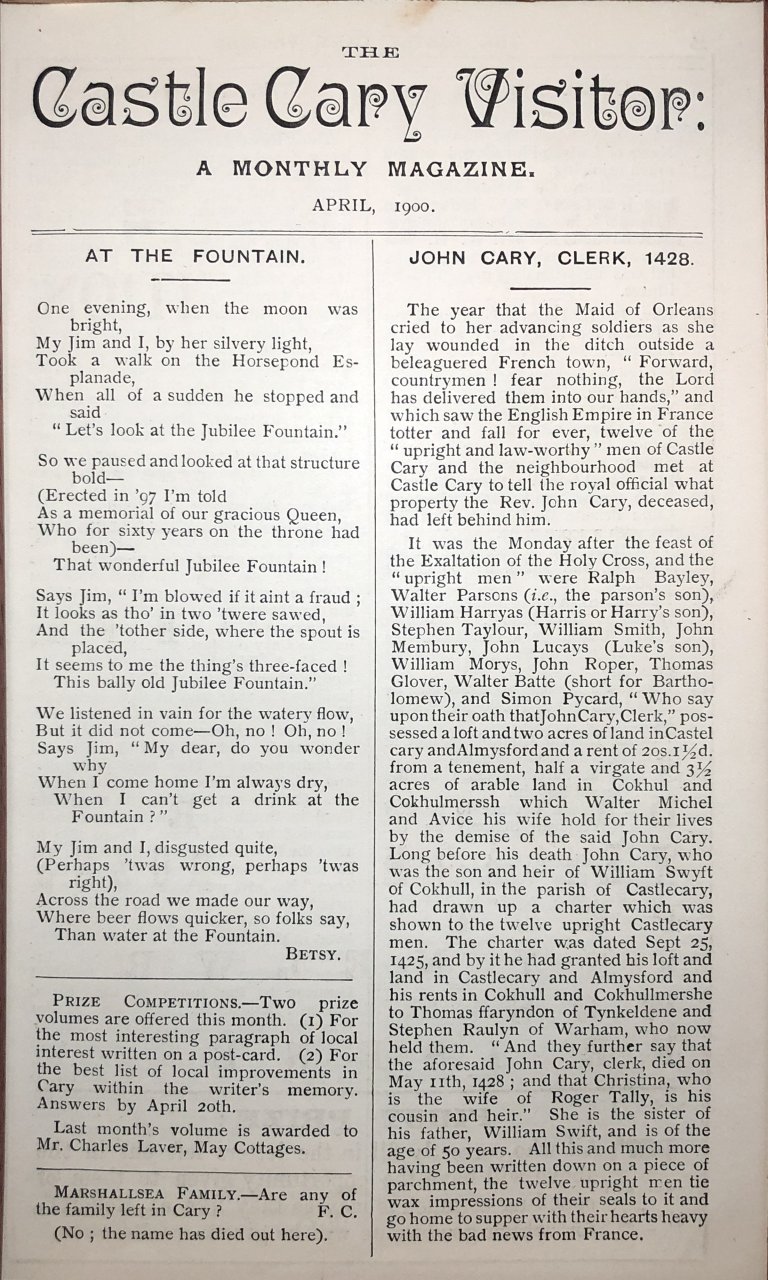 THE
Castle Cary Visitor:
A MONTHLY MAGAZINE.
APRIL, 1900.
AT THE FOUNTAIN.
One evening, when the moon was
bright,
My Jim and I, by her silvery light,
Took a walk on the Horsepond Es-
planade,
When all of a sudden he stopped and
said
“ Let's look at the Jubilee Fountain.”
So we paused and looked at that structure
bold—
(Erected in '97 I'm told
As a memorial of our gracious Queen,
Who for sixty years on the throne had
been)—
That wonderful Jubilee Fountain !
Says Jim, “ I'm blowed if it aint a fraud ;
It looks as tho' in two 'twere sawed,
And the 'tother side, where the spout is
placed,
It seems to me the thing's three-faced !
This bally old Jubilee Fountain.”
We listened in vain for the watery flow,
But it did not come—Oh, no ! Oh, no !
Says Jim, “ My dear, do you wonder
why
When I come home I'm always dry,
When I can't get a drink at the
Fountain ? ”
My Jim and I, disgusted quite,
(Perhaps 'twas wrong, perhaps 'twas
right),
Across the road we made our way,
Where beer flows quicker, so folks say,
Than water at the Fountain.
BETSY.
PRIZE COMPETITIONS.—Two prize
volumes are offered this month. (1) For
the most interesting paragraph of local
interest written on a post-card. (2) For
the best list of local improvements in
Cary within the writer's memory.
Answers by April 20th.
Last month's volume is awarded to
Mr. Charles Laver, May Cottages.
MARSHALLSEA FAMILY.—Are any of
the family left in Cary ? F. C.
(No ; the name has died out here).
JOHN CARY, CLERK, 1428.
The year that the Maid of Orleans
cried to her advancing soldiers as she
lay wounded in the ditch outside a
beleaguered French town, “ Forward,
countrymen ! fear nothing, the Lord
has delivered them into our hands,” and
which saw the English Empire in France
totter and fall for ever, twelve of the
“ upright and law-worthy ” men of Castle
Cary and the neighbourhood met at
Castle Cary to tell the royal official what
property the Rev. John Cary, deceased,
had left behind him.
It was the Monday after the feast of
the Exaltation of the Holy Cross, and the
“ upright men ” were Ralph Bayley,
Walter Parsons (i.e., the parson's son),
William Harryas (Harris or Harry's son),
Stephen Taylour, William Smith, John
Membury, John Lucays (Luke's son),
William Morys, John Roper, Thomas
Glover, Walter Batte (short for Bartho-
lomew), and Simon Pycard, “ Who say
upon their oath thatJohnCary,Clerk,” pos-
sessed a loft and two acres of land inCastel
cary andAlmysford and a rent of 20s.1½d.
from a tenement, half a virgate and 3½
acres of arable land in Cokhul and
Cokhulmerssh which Walter Michel
and Avice his wife hold for their lives
by the demise of the said John Cary.
Long before his death John Cary, who
was the son and heir of William Swyft
of Cokhull, in the parish of Castlecary,
had drawn up a charter which was
shown to the twelve upright Castlecary
men. The charter was dated Sept 25,
1425, and by it he had granted his loft and
land in Castlecary and Almysford and
his rents in Cokhull and Cokhullmershe
to Thomas ffaryndon of Tynkeldene and
Stephen Raulyn of Warham, who now
held them. “ And they further say that
the aforesaid John Cary, clerk, died on
May 11th, 1428 ; and that Christina, who
is the wife of Roger Tally, is his
cousin and heir.” She is the sister of
his father, William Swift, and is of the
age of 50 years. All this and much more
having been written down on a piece of
parchment, the twelve upright men tie
wax impressions of their seals to it and
go home to supper with their hearts heavy
with the bad news from France.